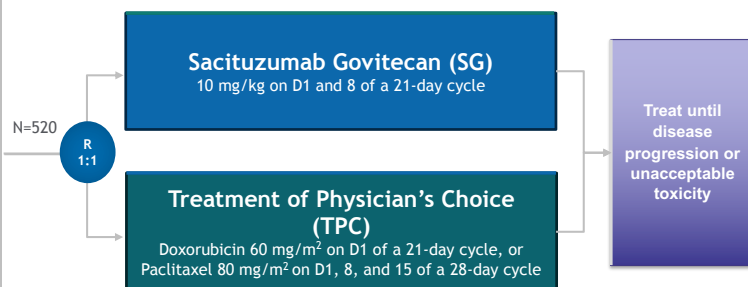 Sacituzumab Govitecan (SG)
10 mg/kg on D1 and 8 of a 21-day cycle
N=520
R
1:1
Treatment of Physician’s Choice
(TPC)
Doxorubicin 60 mg/m² on D1 of a 21-day cycle, or
Paclitaxel 80 mg/m² on D1, 8, and 15 of a 28-day cycle
Treat until
disease
progression or
unacceptable
toxicity